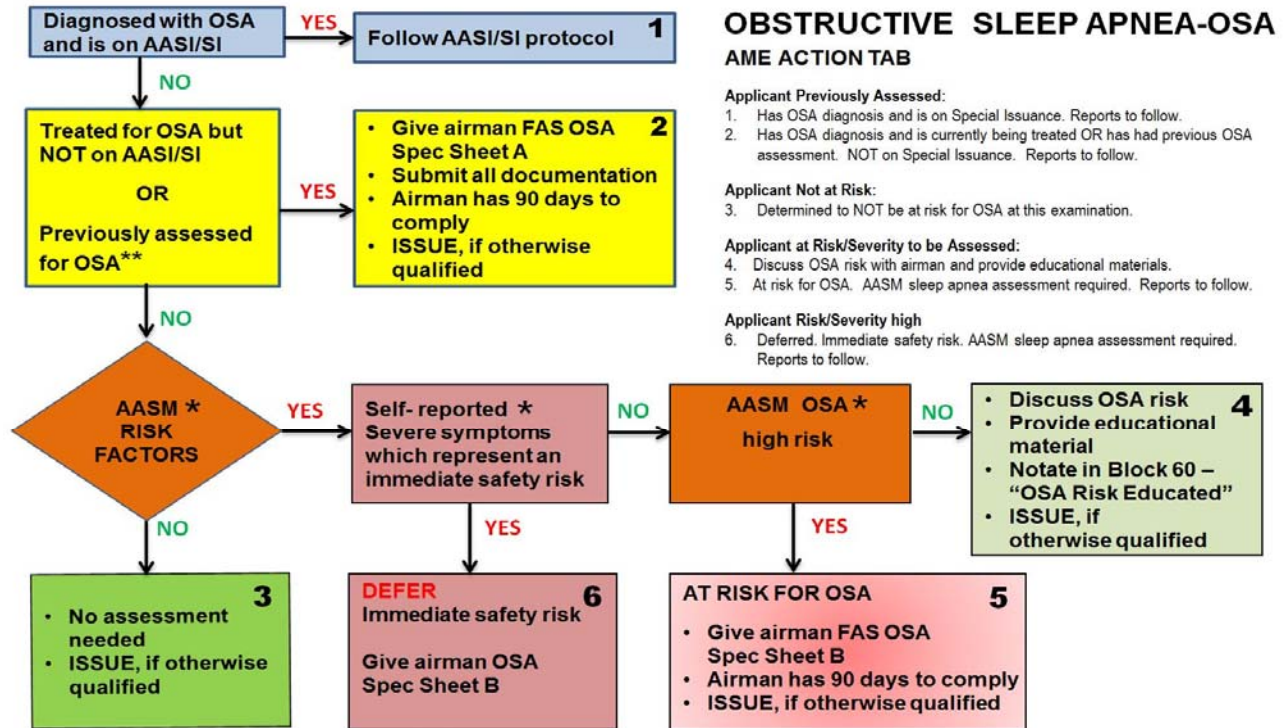 Diagnosed with OSA
and is on AASI/SI
YES
Follow AASI/SI protocol
1
NO
Treated for OSA but
NOT on AASI/SI
OR
Previously assessed
for OSA**
YES
2
• Give airman FAS OSA
Spec Sheet A
• Submit all documentation
• Airman has 90 days to
comply
• ISSUE, if otherwise
qualified
NO
OBSTRUCTIVE SLEEP APNEA-OSA
AME ACTION TAB
Applicant Previously Assessed:
1. Has OSA diagnosis and is on Special Issuance. Reports to follow.
2. Has OSA diagnosis and is currently being treated OR has had previous OSA
assessment. NOT on Special Issuance. Reports to follow.
Applicant Not at Risk:
3. Determined to NOT be at risk for OSA at this examination.
Applicant at Risk/Severity to be Assessed:
4. Discuss OSA risk with airman and provide educational materials.
5. At risk for OSA. AASM sleep apnea assessment required. Reports to follow.
Applicant Risk/Severity high
6. Deferred. Immediate safety risk. AASM sleep apnea assessment required.
Reports to follow.
AASM *
RISK
FACTORS
YES
Self- reported *
Severe symptoms
which represent an
immediate safety risk
NO
AASM OSA *
high risk
NO
4
• Discuss OSA risk
• Provide educational
material
• Notate in Block 60 –
“OSA Risk Educated”
• ISSUE, if
otherwise qualified
NO
YES
YES
3
• No assessment
needed
• ISSUE, if otherwise
qualified
DEFER
6
Immediate safety risk
Give airman OSA
Spec Sheet B
AT RISK FOR OSA
5
• Give airman FAS OSA
Spec Sheet B
• Airman has 90 days to comply
• ISSUE, if otherwise qualified